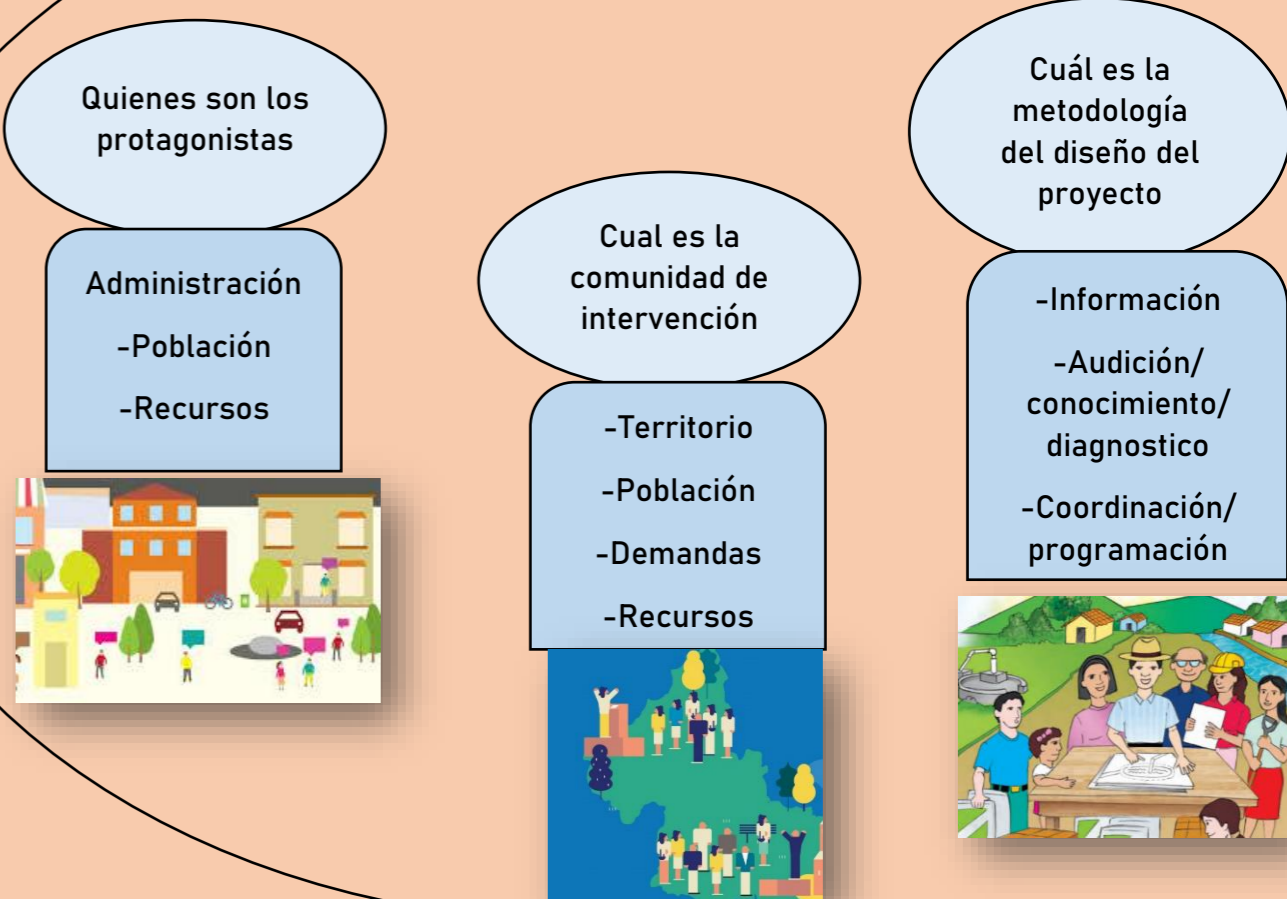 Quienes son los
protagonistas
Administración
-Población
-Recursos
Cual es la
comunidad de
intervención
-Territorio
-Población
-Demandas
-Recursos
Cuál es la
metodología
del diseño del
proyecto
-Información
-Audición/
conocimiento/
diagnostico
-Coordinación/
programación